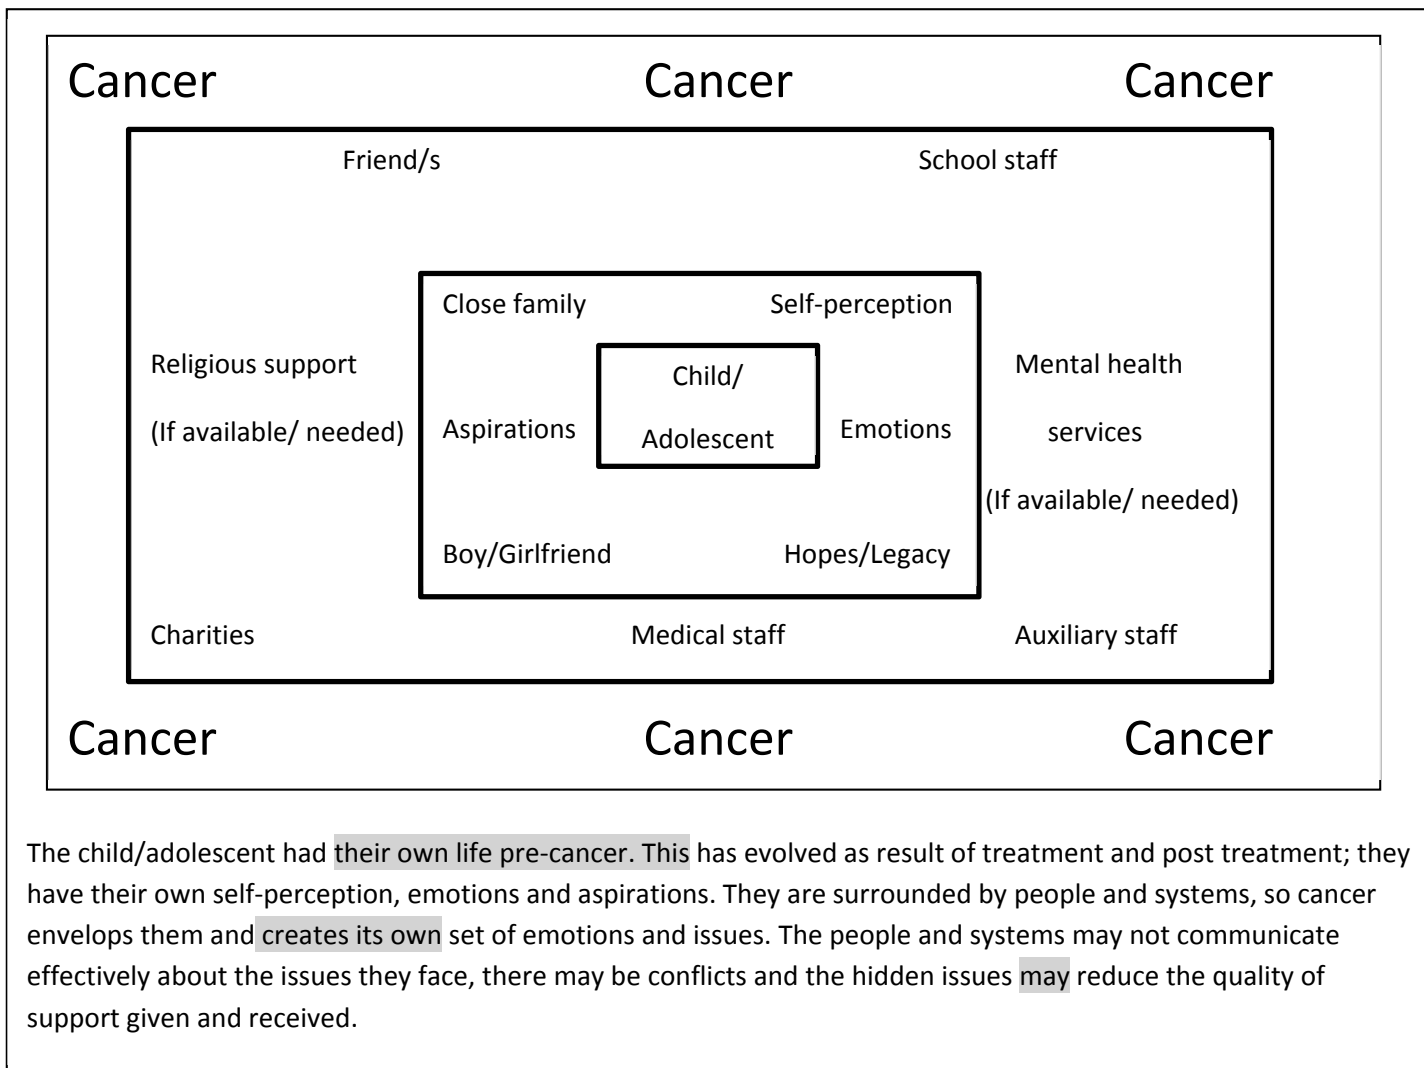 Cancer Cancer Cancer
Friend/s School staff
Close family Self-perception
Religious support Child/ Mental health
(If available/ needed) Aspirations Adolescent Emotions services
(If available/ needed)
Boy/Girlfriend Hopes/Legacy
Charities Medical staff Auxiliary staff
Cancer Cancer Cancer
The child/adolescent had their own life pre-cancer. This has evolved as result of treatment and post treatment; they
have their own self-perception, emotions and aspirations. They are surrounded by people and systems, so cancer
envelops them and creates its own set of emotions and issues. The people and systems may not communicate
effectively about the issues they face, there may be conflicts and the hidden issues may reduce the quality of
support given and received.